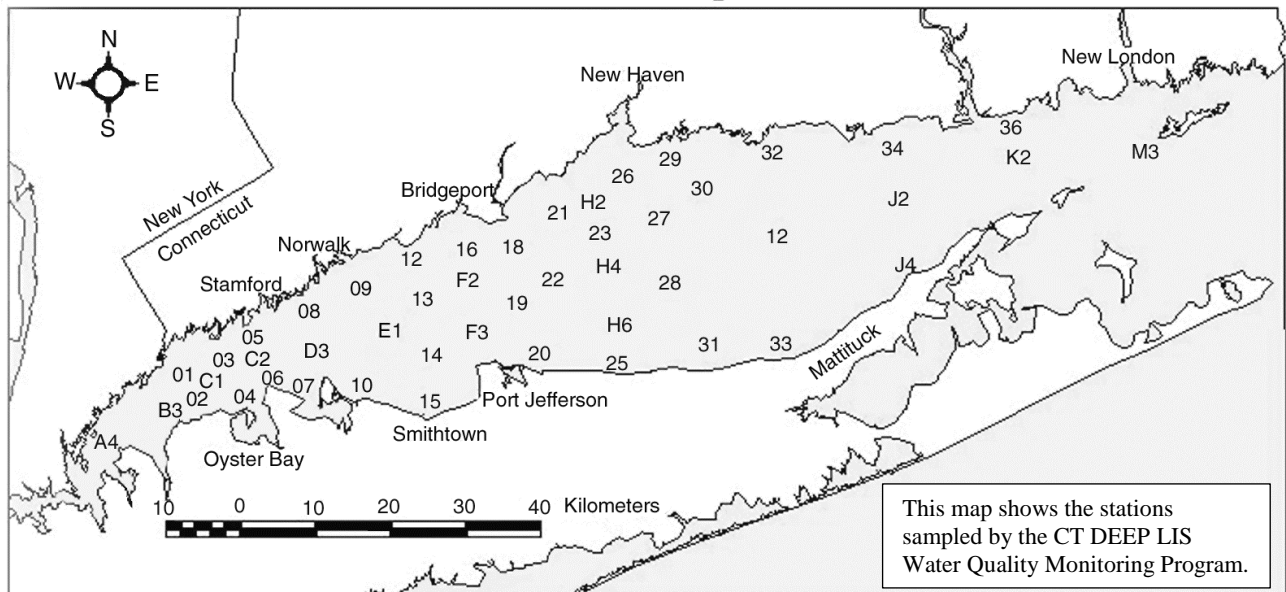 N
W E
S
New York
Connecticut
New London
New Haven
Bridgeport
Norwalk
Stamford
36
K2
M3
34
32
29
26
30
H2
J2
21
27
23
12
16
18
12
H4
J4
F2
22
28
09
13
19
08
E1
F3
H6
05
31
33
03
C2
D3
14
20
25
01
C1
06
07
10
02
04
15
B3
A4
Mattituck
Port Jefferson
Smithtown
Oyster Bay
10 0 10 20 30 40 Kilometers
This map shows the stations
sampled by the CT DEEP LIS
Water Quality Monitoring Program.